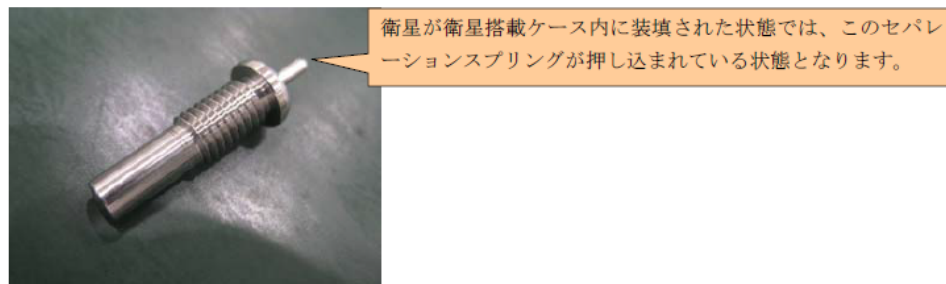 衛星が衛星搭載ケース内に装填された状態では、このセパレ
ーションスプリングが押し込まれている状態となります。